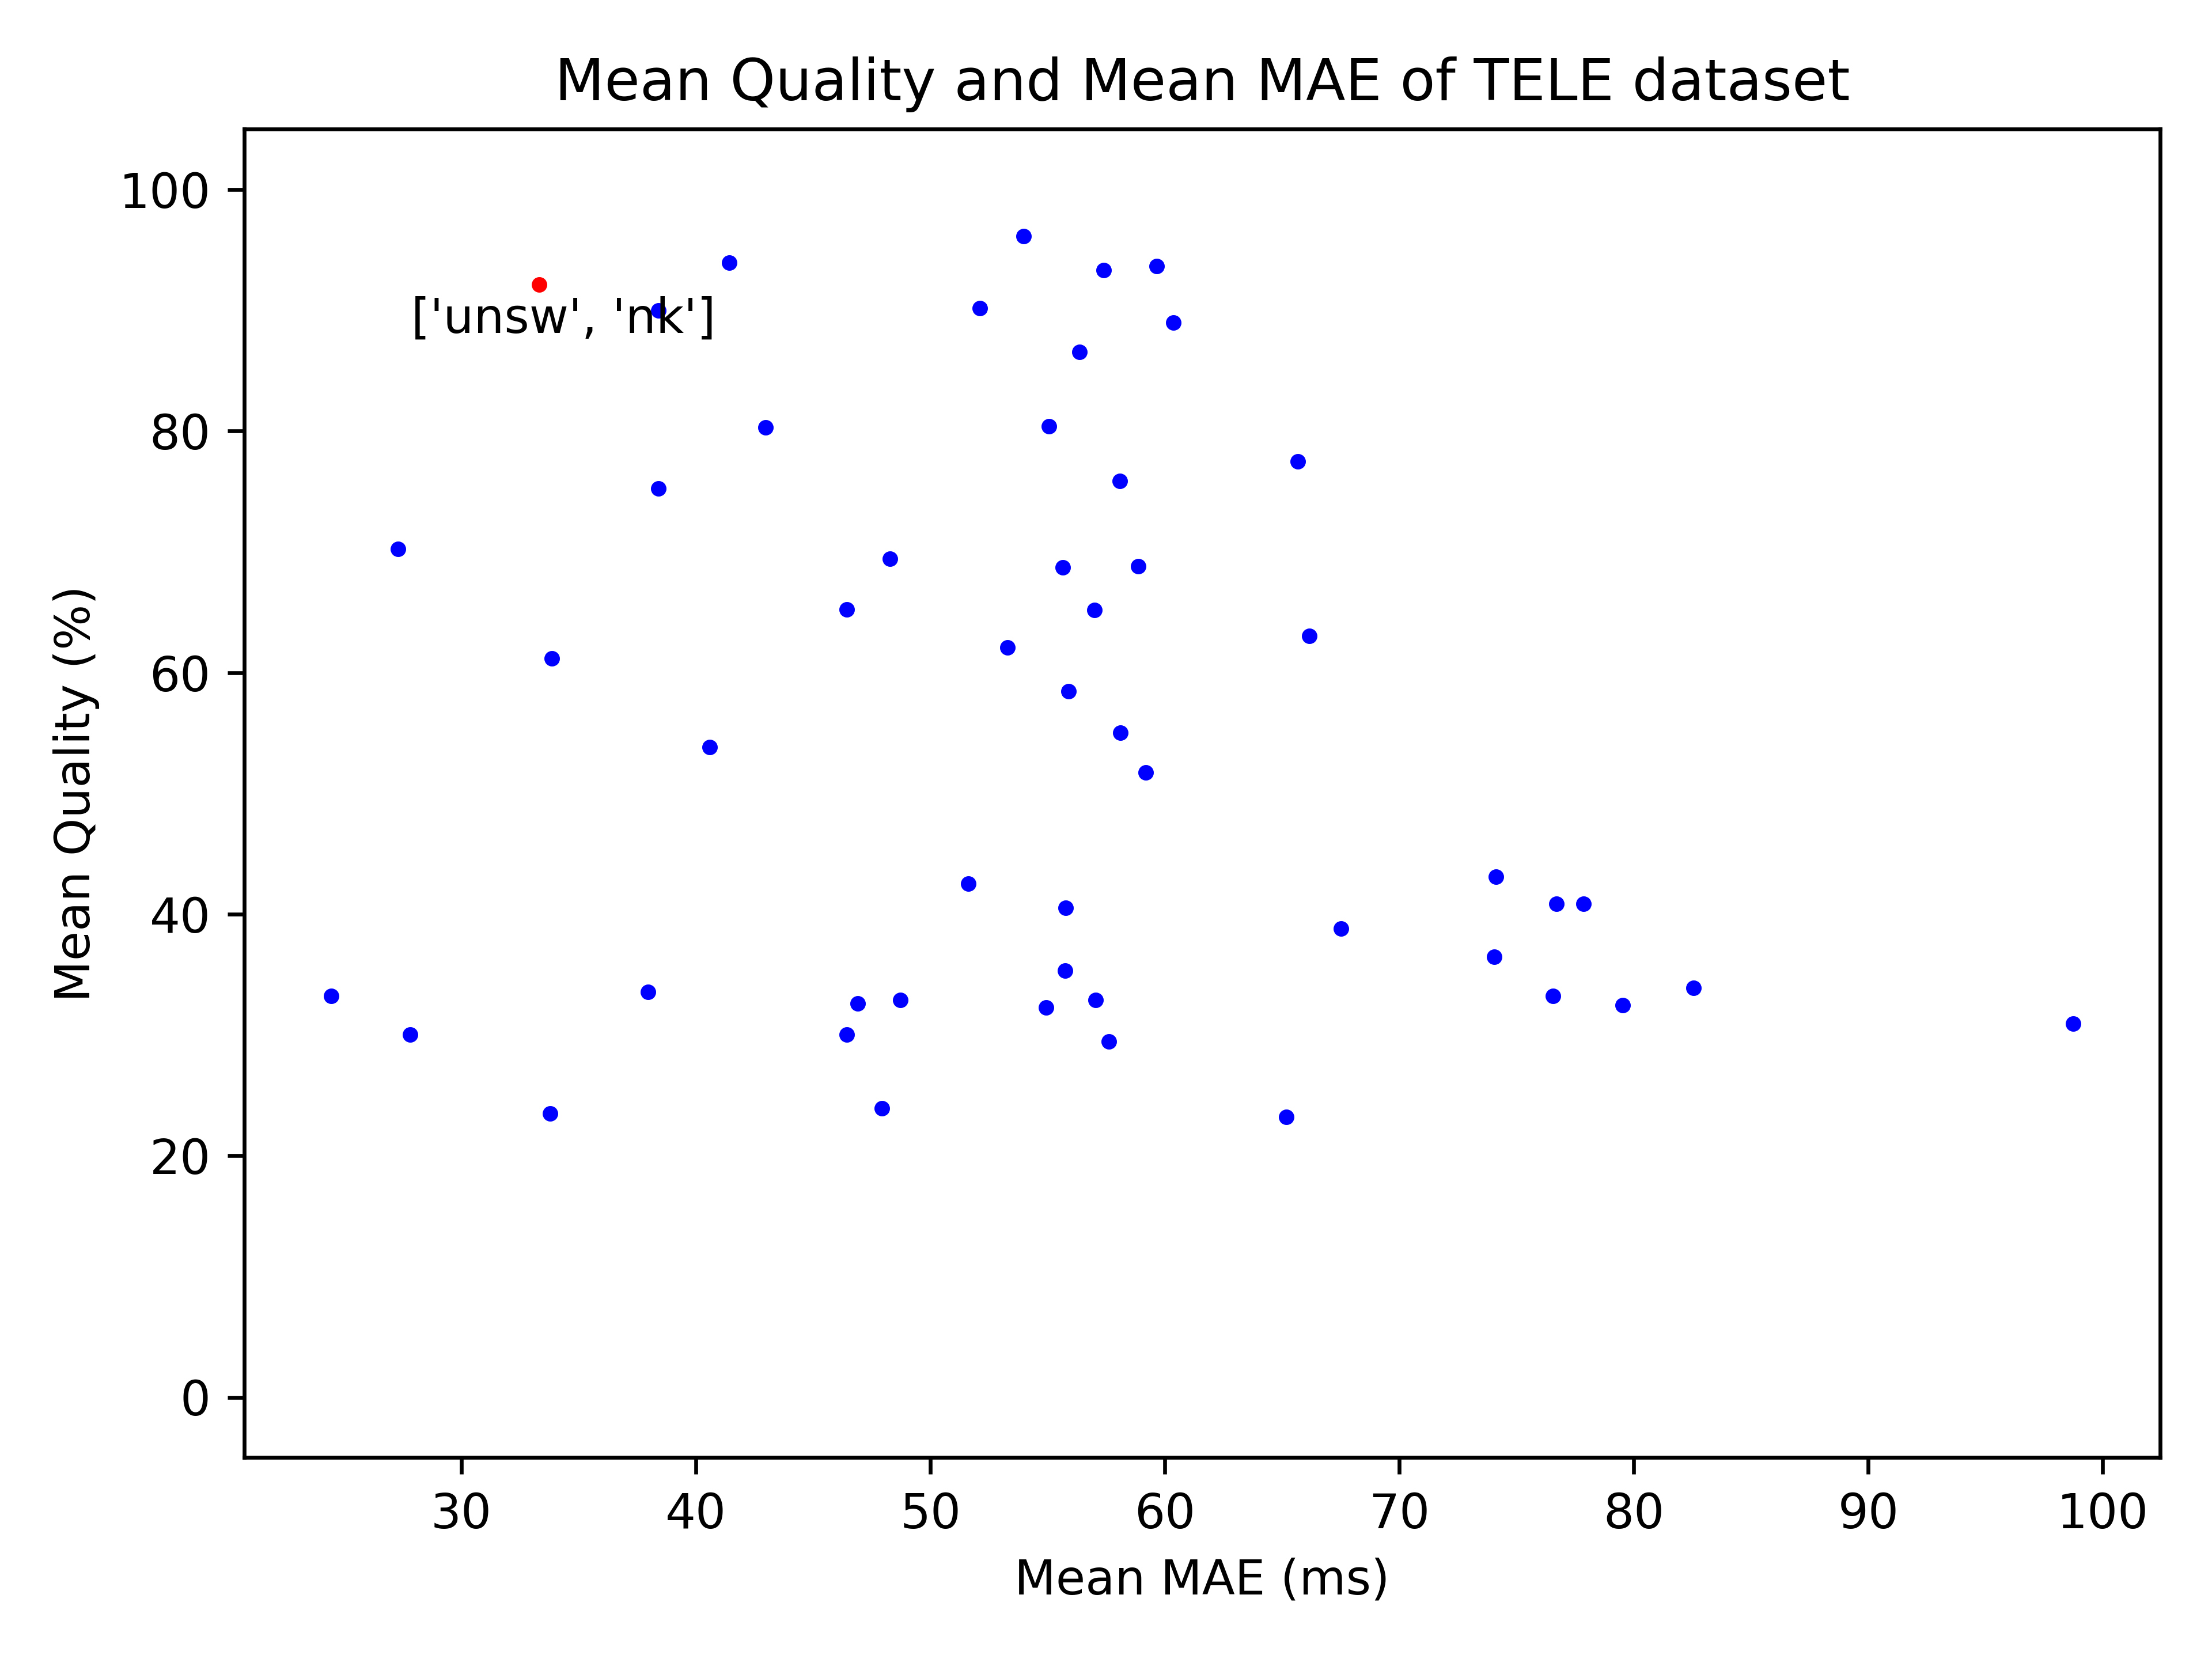 Mean Quality and Mean MAE of TELE dataset
100
80
60
40
20
0
Mean Quality (%)
['unsw', 'nk']
30 40 50 60 70 80 90 100
Mean MAE (ms)